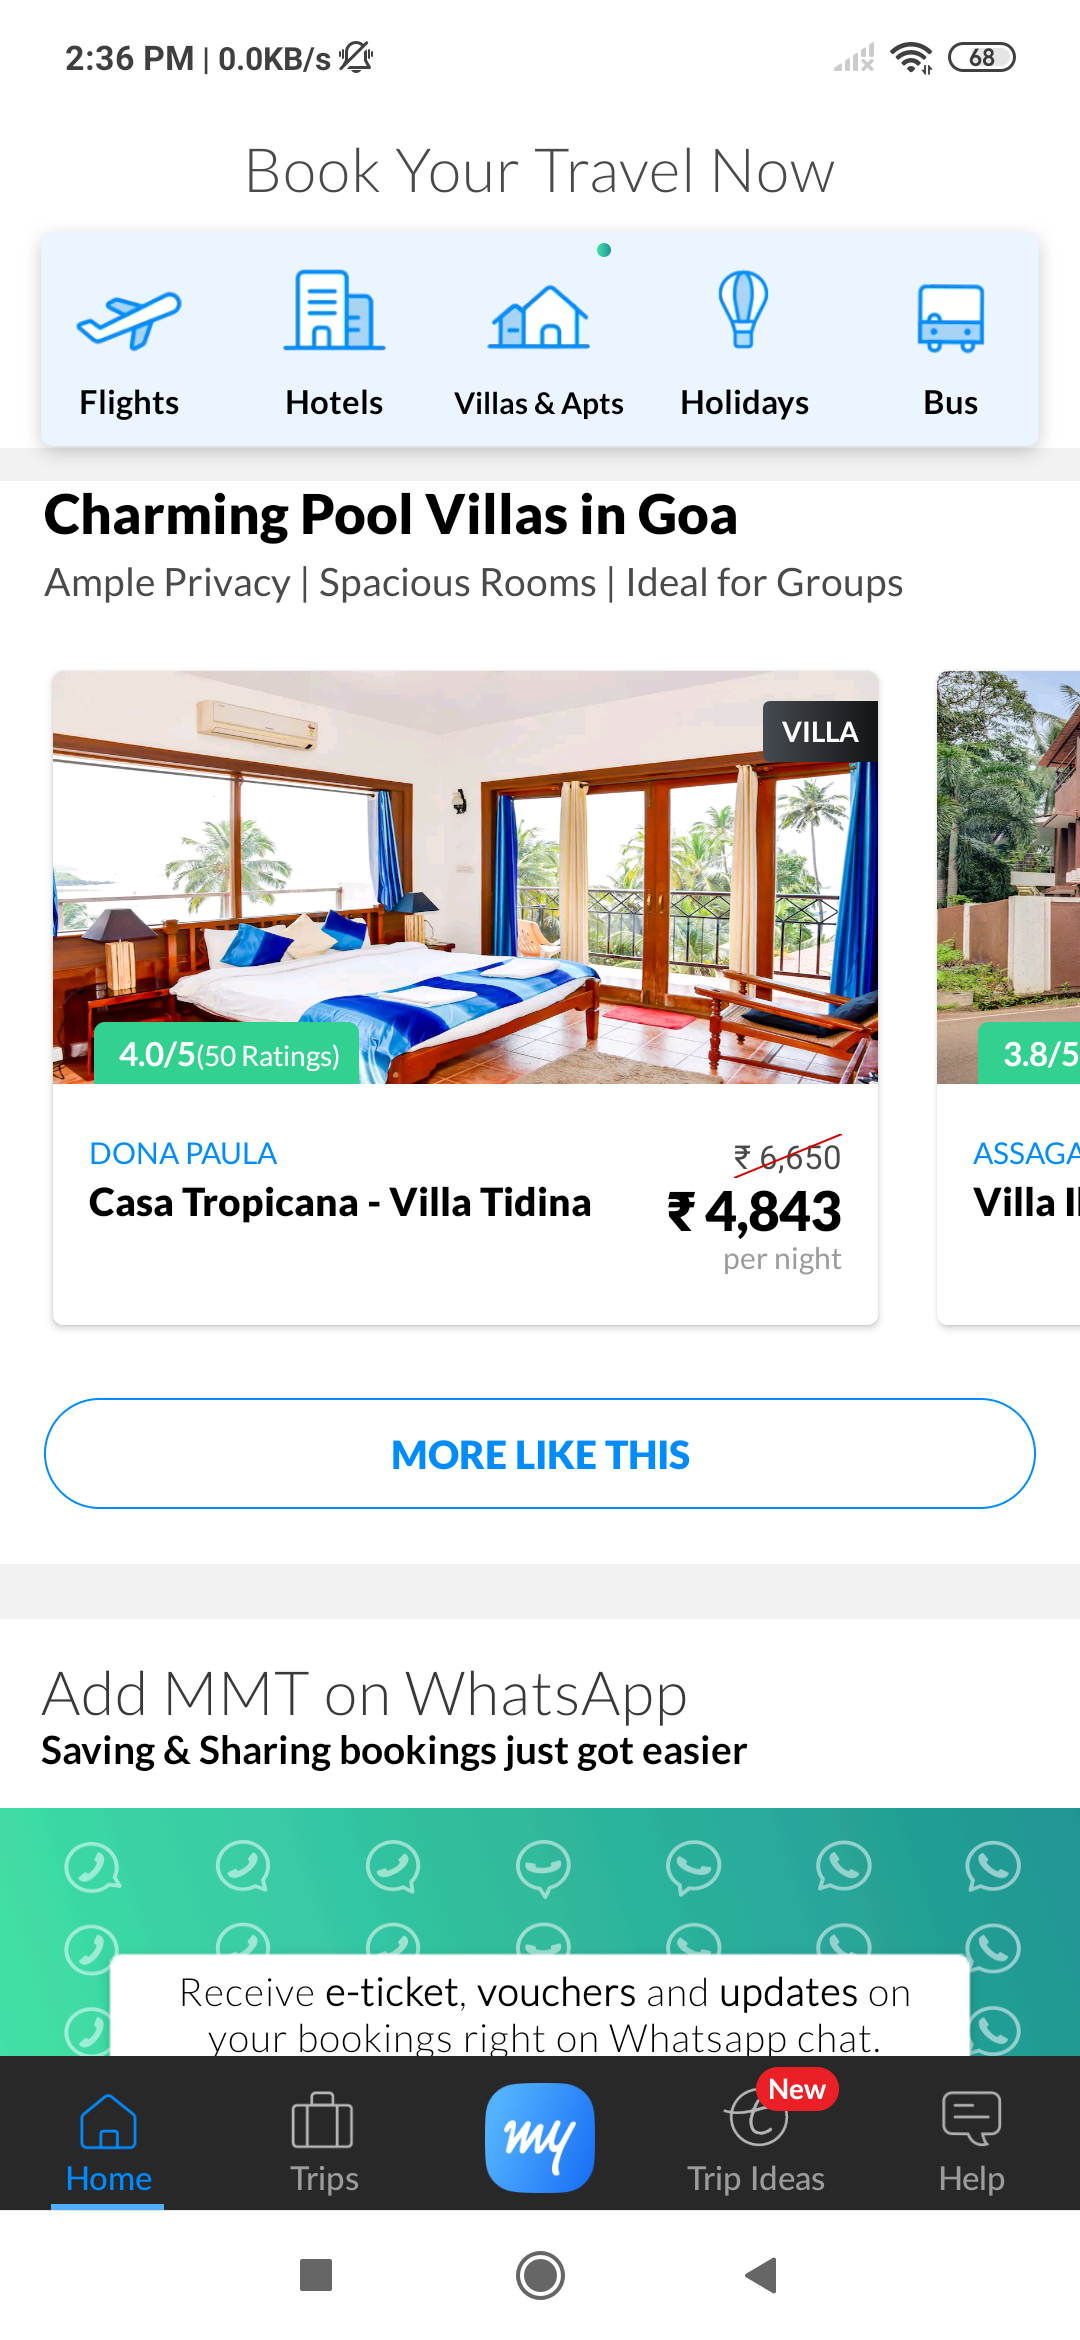 2:36 PM | 0.0KB/s
68
Book Your Travel Now
Flights
Hotels
Villas & Apts
Holidays
Bus
Charming Pool Villas in Goa
Ample Privacy | Spacious Rooms | Ideal for Groups
VILLA
4.0/5(50 Ratings)
3.8/5
DONA PAULA
Casa Tropicana - Villa Tidina
₹ 6,650
₹ 4,843
per night
ASSAGA
Villa
MORE LIKE THIS
Add MMT on WhatsApp
Saving & Sharing bookings just got easier
Receive e-ticket, vouchers and updates on
your bookings right on Whatsapp chat.
Home
Trips
my
New
Trip Ideas
Help